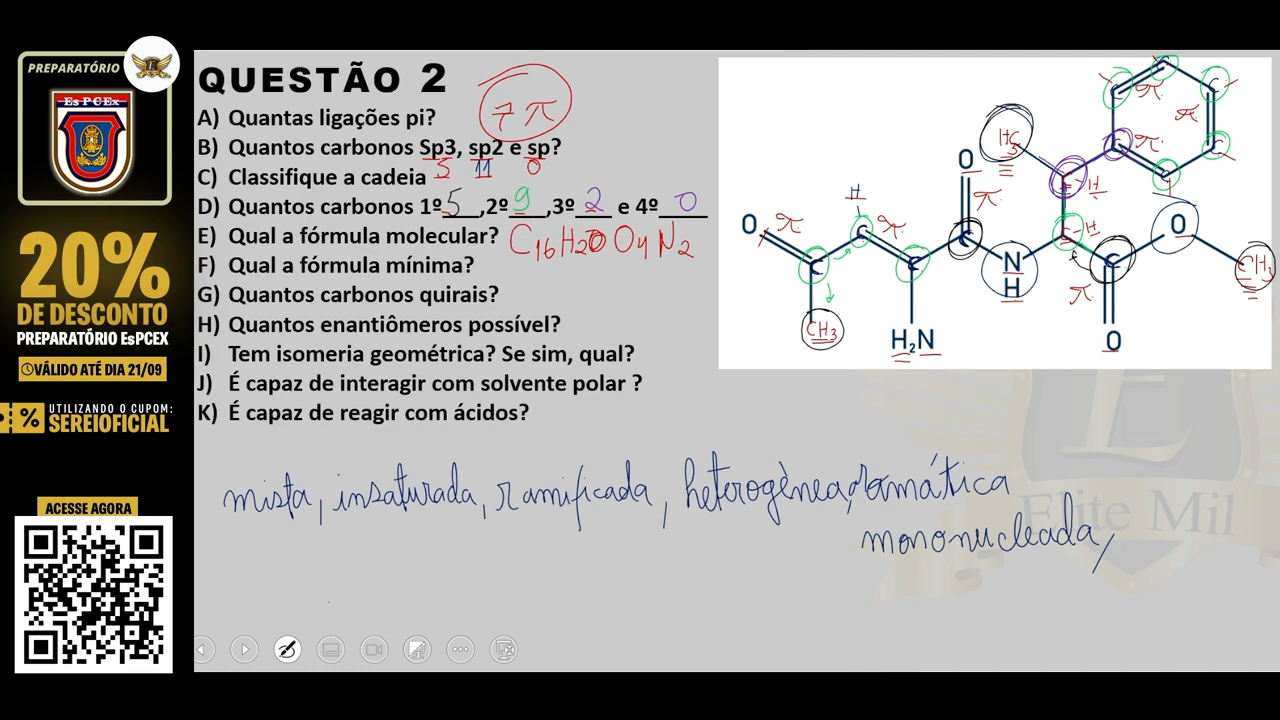 PREPARATÓRIO
EsPCEx
20%
DE DESCONTO
PREPARATÓRIO EsPCEX
VÁLIDO ATÉ DIA 21/09
% UTILIZANDO O CUPOM:
SEREIOFICIAL
ACESSE AGORA
QUESTÃO 2
7 π
A) Quantas ligações pi?
B) Quantos carbonos Sp3, sp2 e sp?
5 11 0
C) Classifique a cadeia
D) Quantos carbonos 1º 5, 2º 9, 3º 2 e 4º 0
E) Qual a fórmula molecular? C16H20O4N2
F) Qual a fórmula mínima?
G) Quantos carbonos quirais?
H) Quantos enantiômeros possível?
I) Tem isomeria geométrica? Se sim, qual?
J) É capaz de interagir com solvente polar ?
K) É capaz de reagir com ácidos?
mista, insaturada, ramificada, heterogênea, aromática
mononucleada,
Elite Mil
O π H π O π H3C π π π
C C C C N H C-H C-H C O CH3
CH3 H2N π O